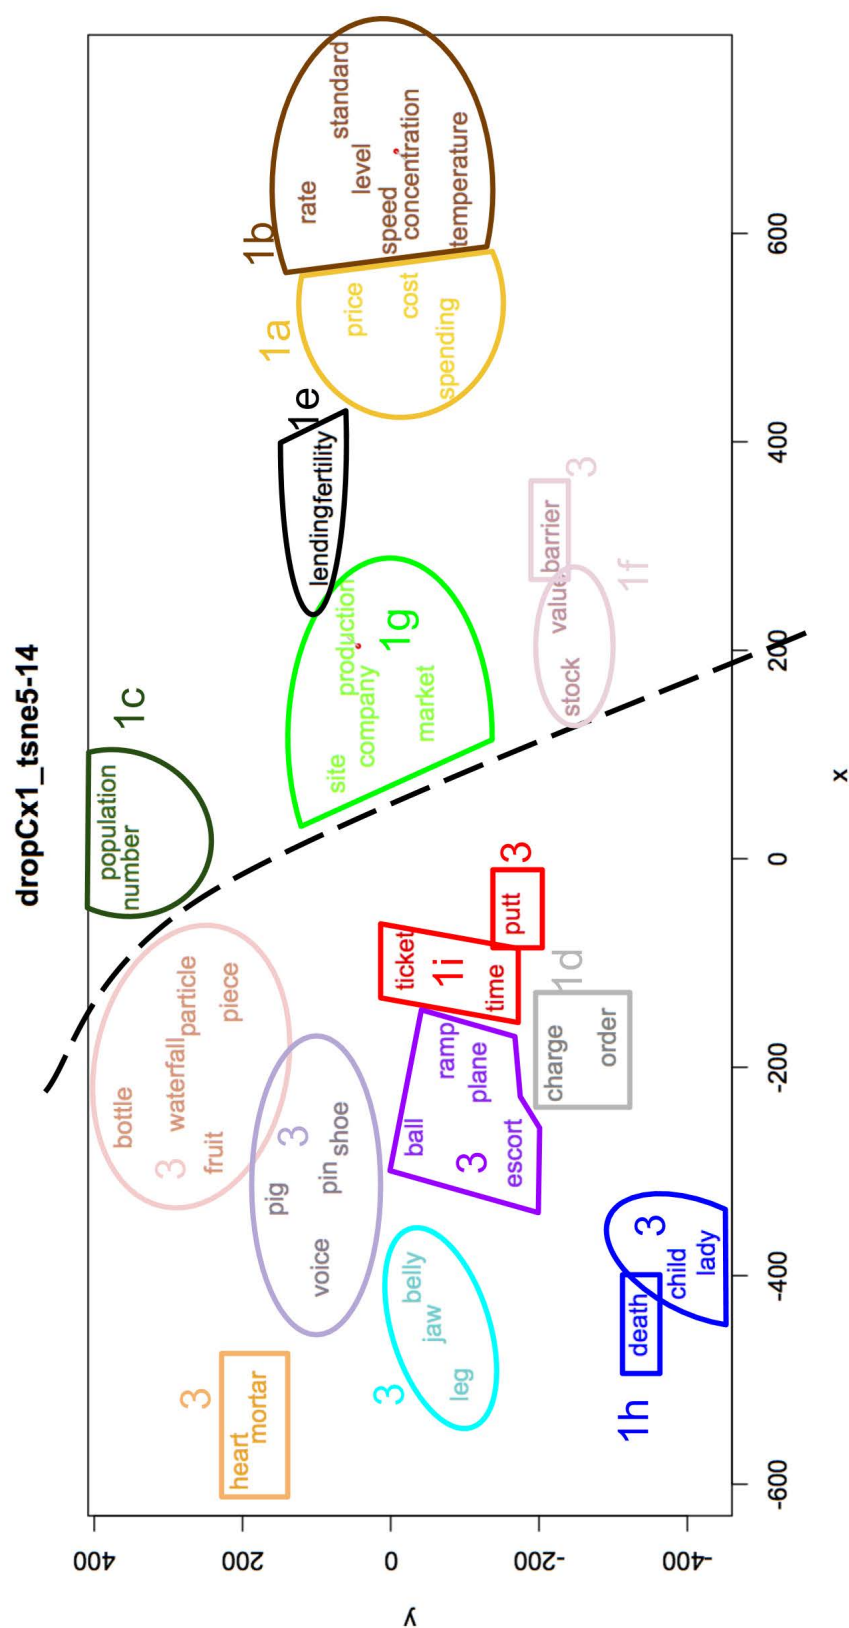 dropCx1_tsne5-14
1c
population
number
bottle
3
waterfall
particle
fruit
piece
3
heart
mortar
pig
3
pin
shoe
voice
1e
lending
fertility
1b
rate
standard
level
speed
concentration
temperature
1a
price
cost
spending
site
production
company
1g
market
ticket
1i
time
3
putt
ball
ramp
plane
3
escort
3
belly
jaw
leg
1d
charge
order
3
barrier
value
1f
stock
3
death
child
lady
1h
400
200
0
-200
-400
y
-600
-400
-200
0
200
400
600
x